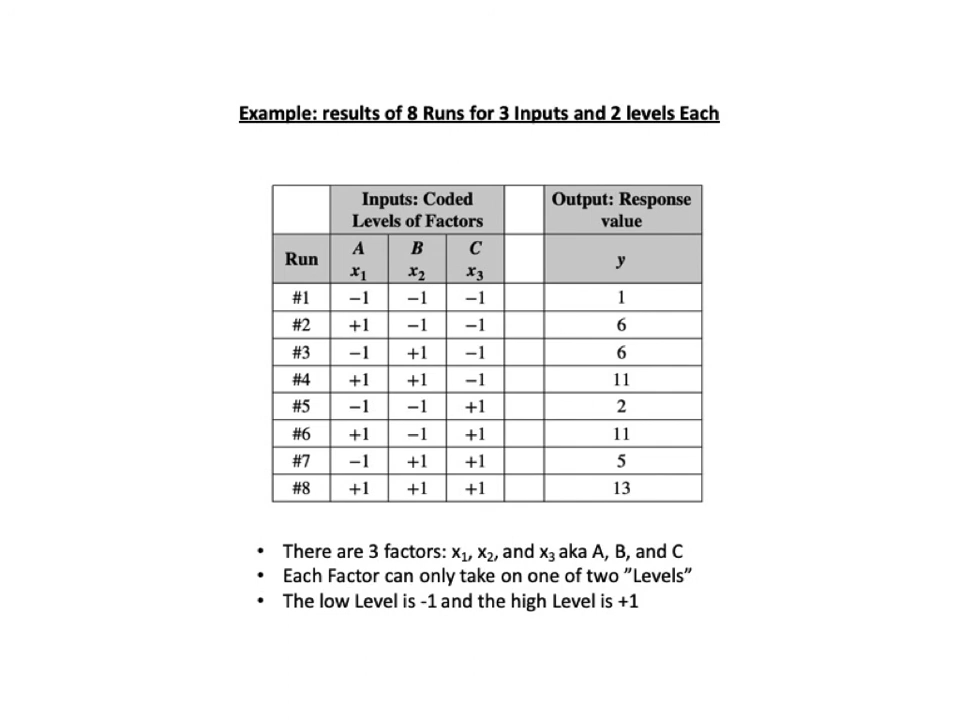 Example: results of 8 Runs for 3 Inputs and 2 levels Each
Inputs: Coded Levels of Factors Output: Response value
Run A x₁ B x₂ C x₃ y
#1 −1 −1 −1 1
#2 +1 −1 −1 6
#3 −1 +1 −1 6
#4 +1 +1 −1 11
#5 −1 −1 +1 2
#6 +1 −1 +1 11
#7 −1 +1 +1 5
#8 +1 +1 +1 13
• There are 3 factors: x₁, x₂, and x₃ aka A, B, and C
• Each Factor can only take on one of two ”Levels”
• The low Level is -1 and the high Level is +1